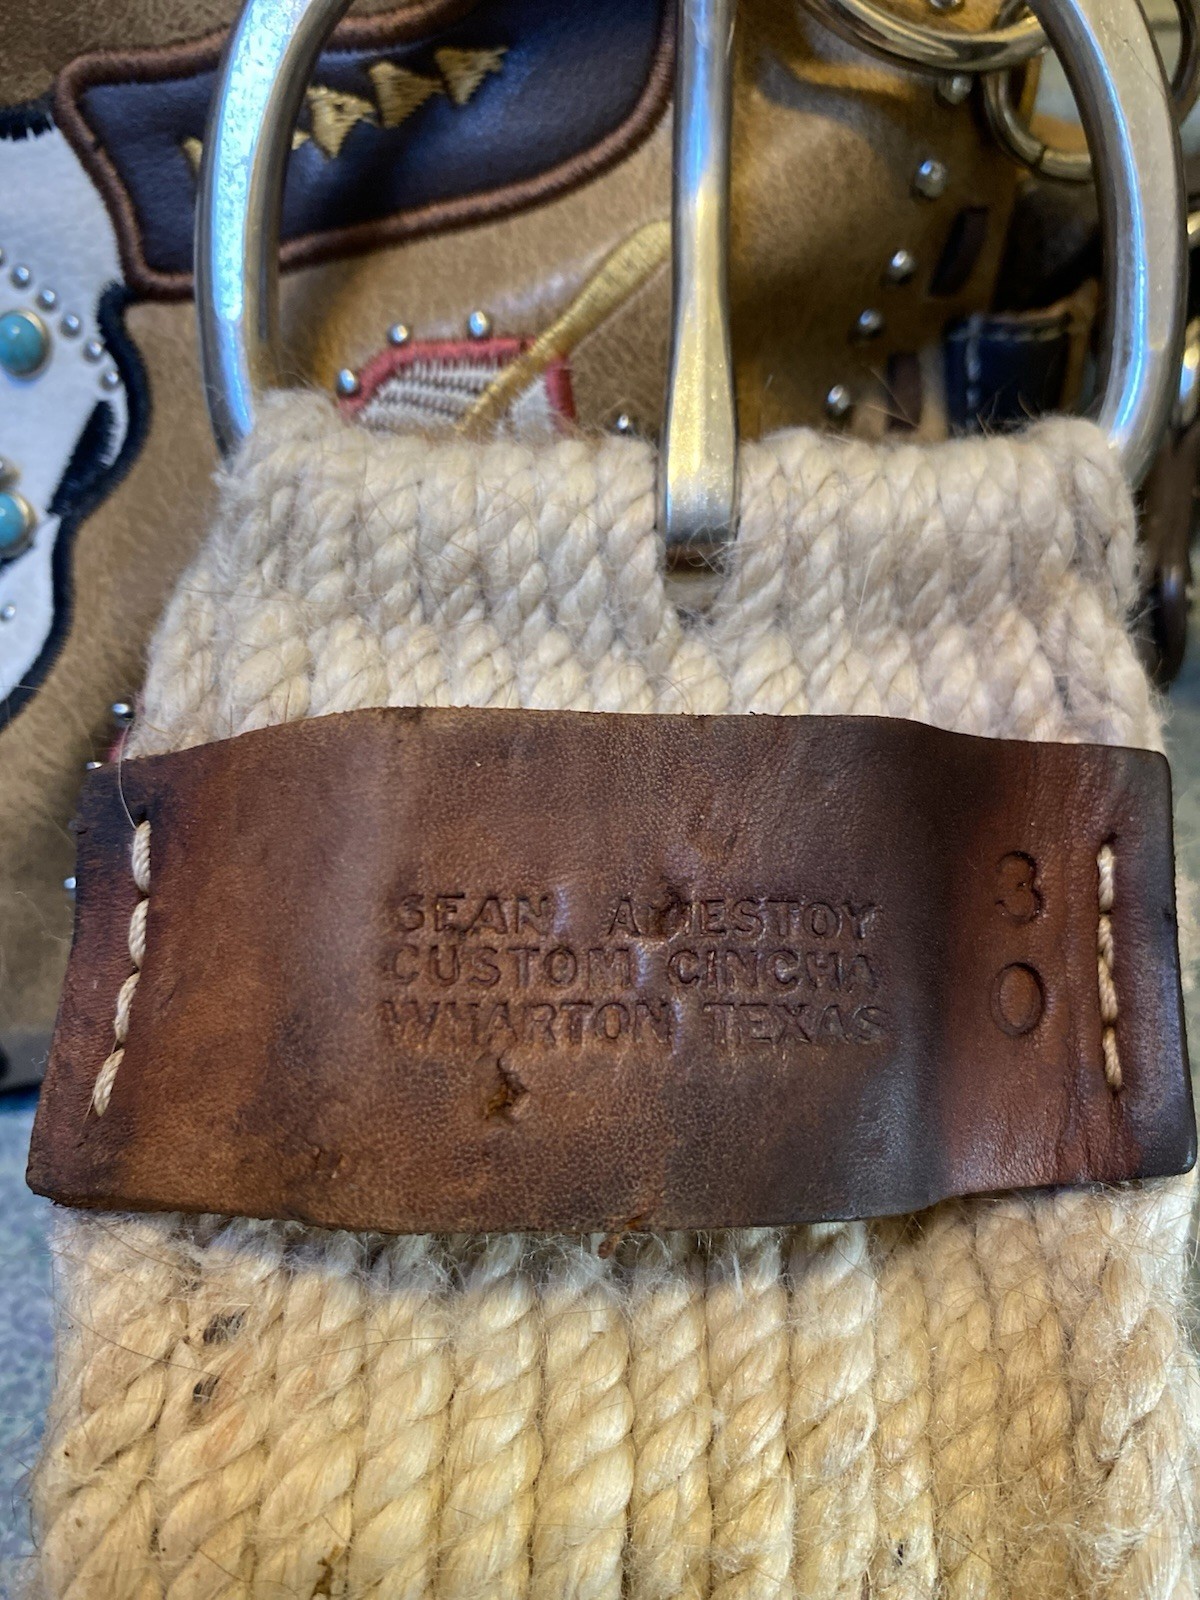 SEAN
CUSTOM CINCHA
WHARTON TEXAS
30